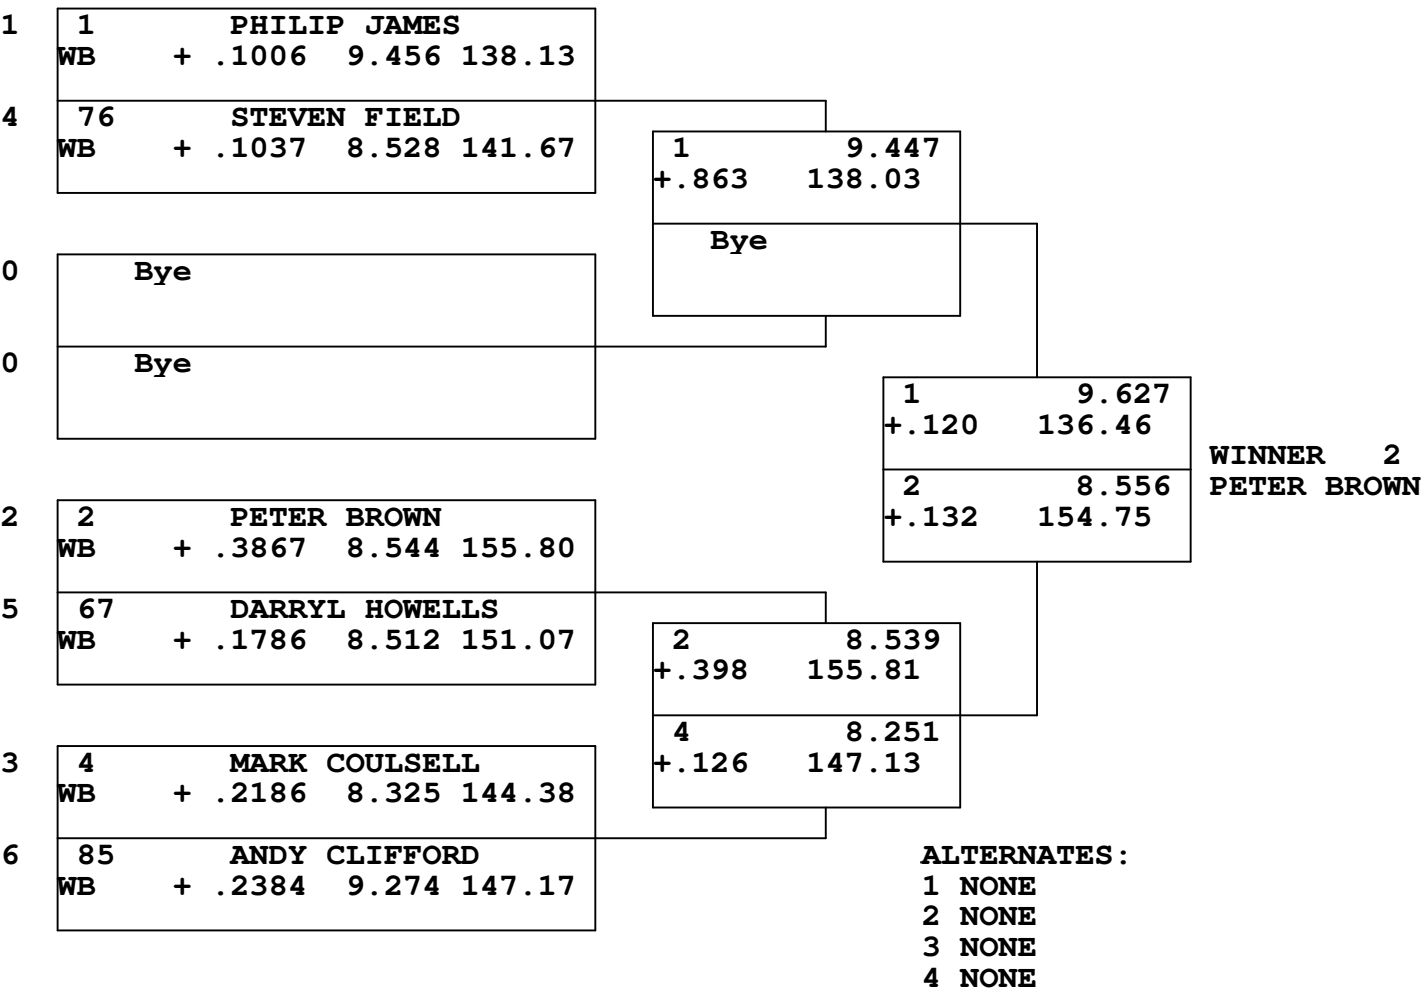 1 1 PHILIP JAMES
WB + .1006 9.456 138.13
4 76 STEVEN FIELD
WB + .1037 8.528 141.67
0 Bye
0 Bye
2 2 PETER BROWN
WB + .3867 8.544 155.80
5 67 DARRYL HOWELLS
WB + .1786 8.512 151.07
3 4 MARK COULSELL
WB + .2186 8.325 144.38
6 85 ANDY CLIFFORD
WB + .2384 9.274 147.17
1 9.447
+.863 138.03
Bye
2 8.539
+.398 155.81
4 8.251
+.126 147.13
1 9.627
+.120 136.46
2 8.556
+.132 154.75
WINNER 2
PETER BROWN
ALTERNATES:
1 NONE
2 NONE
3 NONE
4 NONE